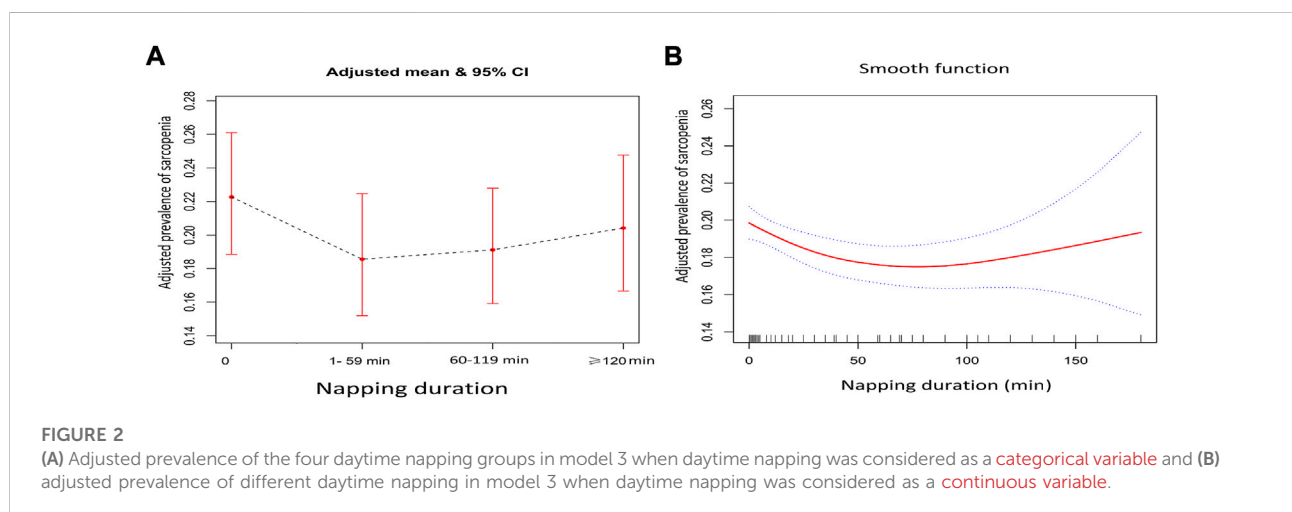 A
Adjusted mean & 95% CI
Adjusted prevalence of sarcopenia
0.28
0.26
0.24
0.22
0.20
0.18
0.16
0.14
0
1- 59 min
60-119 min
⩾120 min
Napping duration
B
Smooth function
Adjusted prevalence of sarcopenia
0.26
0.24
0.22
0.20
0.18
0.16
0.14
0
50
100
150
Napping duration (min)
FIGURE 2
(A) Adjusted prevalence of the four daytime napping groups in model 3 when daytime napping was considered as a categorical variable and (B)
adjusted prevalence of different daytime napping in model 3 when daytime napping was considered as a continuous variable.